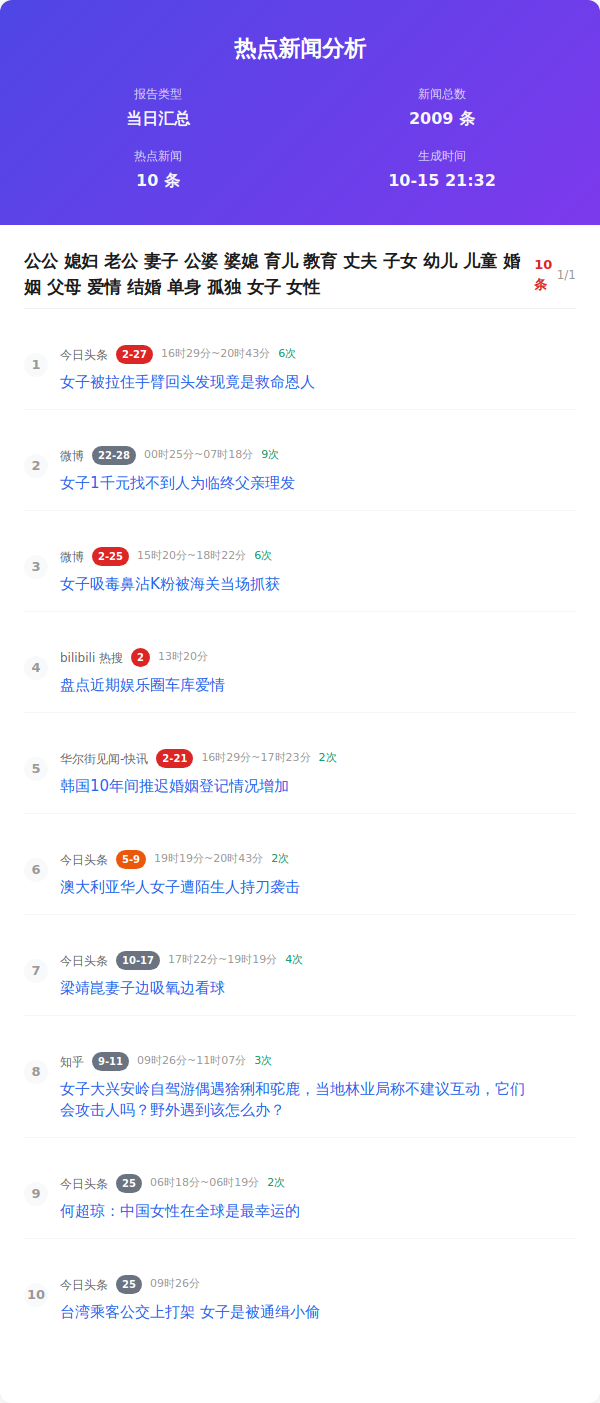 热点新闻分析
报告类型
新闻总数
当日汇总
2009 条
热点新闻
生成时间
10 条
10-15 21:32
公公 媳妇 老公 妻子 公婆 婆媳 育儿 教育 丈夫 子女 幼儿 儿童 婚
姻 父母 爱情 结婚 单身 孤独 女子 女性
10
条
1/1
1 今日头条 2-27 16时29分~20时43分 6次
女子被拉住手臂回头发现竟是救命恩人
2 微博 22-28 00时25分~07时18分 9次
女子1千元找不到人为临终父亲理发
3 微博 2-25 15时20分~18时22分 6次
女子吸毒鼻沾K粉被海关当场抓获
4 bilibili 热搜 2 13时20分
盘点近期娱乐圈车库爱情
5 华尔街见闻-快讯 2-21 16时29分~17时23分 2次
韩国10年间推迟婚姻登记情况增加
6 今日头条 5-9 19时19分~20时43分 2次
澳大利亚华人女子遭陌生人持刀袭击
7 今日头条 10-17 17时22分~19时19分 4次
梁靖崑妻子边吸氧边看球
8 知乎 9-11 09时26分~11时07分 3次
女子大兴安岭自驾游偶遇猞猁和驼鹿，当地林业局称不建议互动，它们
会攻击人吗？野外遇到该怎么办？
9 今日头条 25 06时18分~06时19分 2次
何超琼：中国女性在全球是最幸运的
10 今日头条 25 09时26分
台湾乘客公交上打架 女子是被通缉小偷